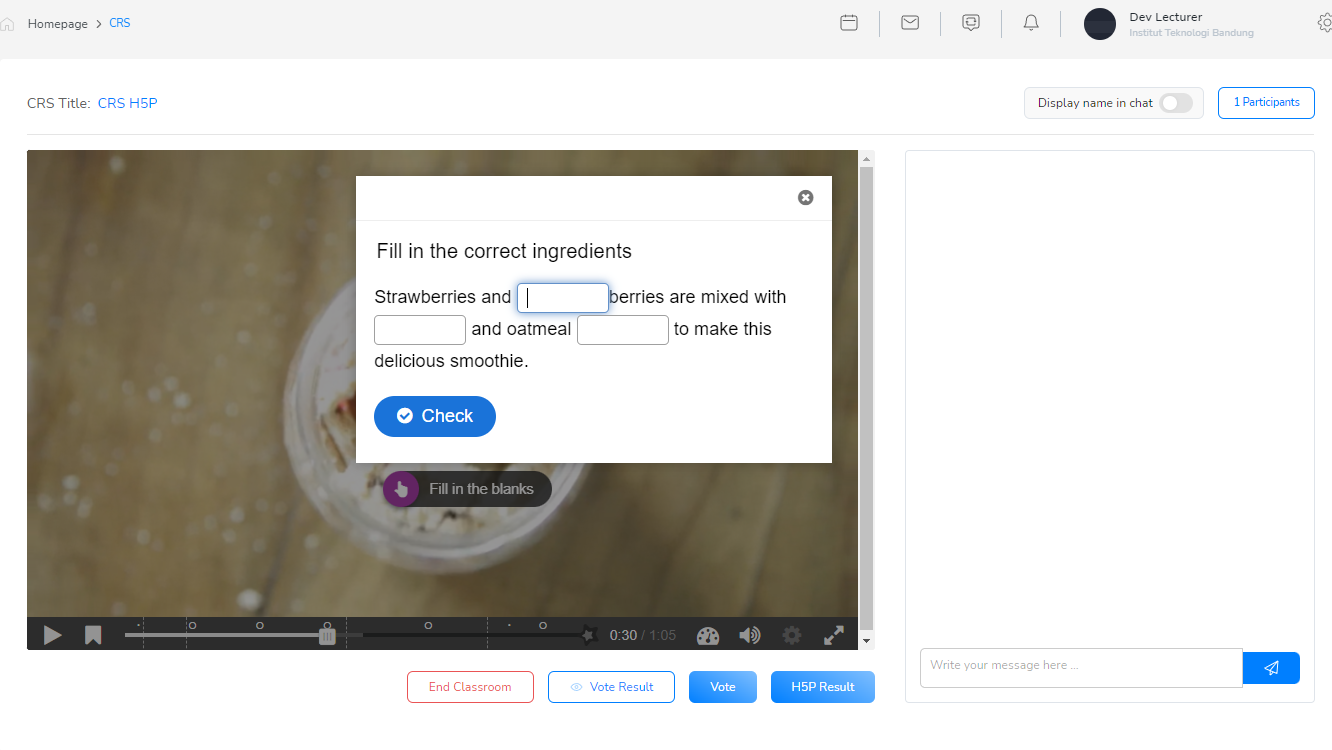 Homepage > CRS
Dev Lecturer
Institut Teknologi Bandung
CRS Title: CRS H5P
Display name in chat
1 Participants
Fill in the correct ingredients
Strawberries and berries are mixed with
and oatmeal to make this
delicious smoothie.
Check
Fill in the blanks
0:30 / 1:05
Write your message here ...
End Classroom
Vote Result
Vote
H5P Result